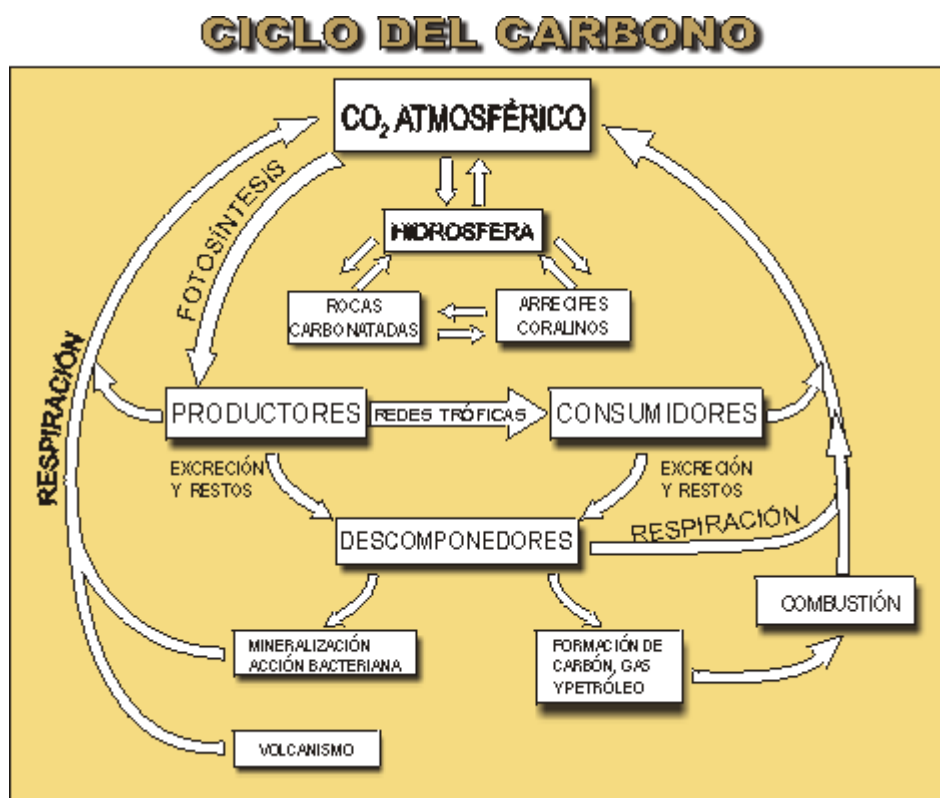 CICLO DEL CARBONO
CO₂ ATMOSFÉRICO
FOTOSÍNTESIS
HIDROSFERA
ROCAS
CARBONATADAS
ARRECIFES
CORALINOS
RESPIRACIÓN
PRODUCTORES
REDES TRÓFICAS
CONSUMIDORES
EXCRECIÓN
Y RESTOS
EXCRECIÓN
Y RESTOS
DESCOMPONEDORES
RESPIRACIÓN
COMBUSTIÓN
MINERALIZACIÓN
ACCIÓN BACTERIANA
FORMACIÓN DE
CARBÓN, GAS
YPETRÓLEO
VOLCANISMO